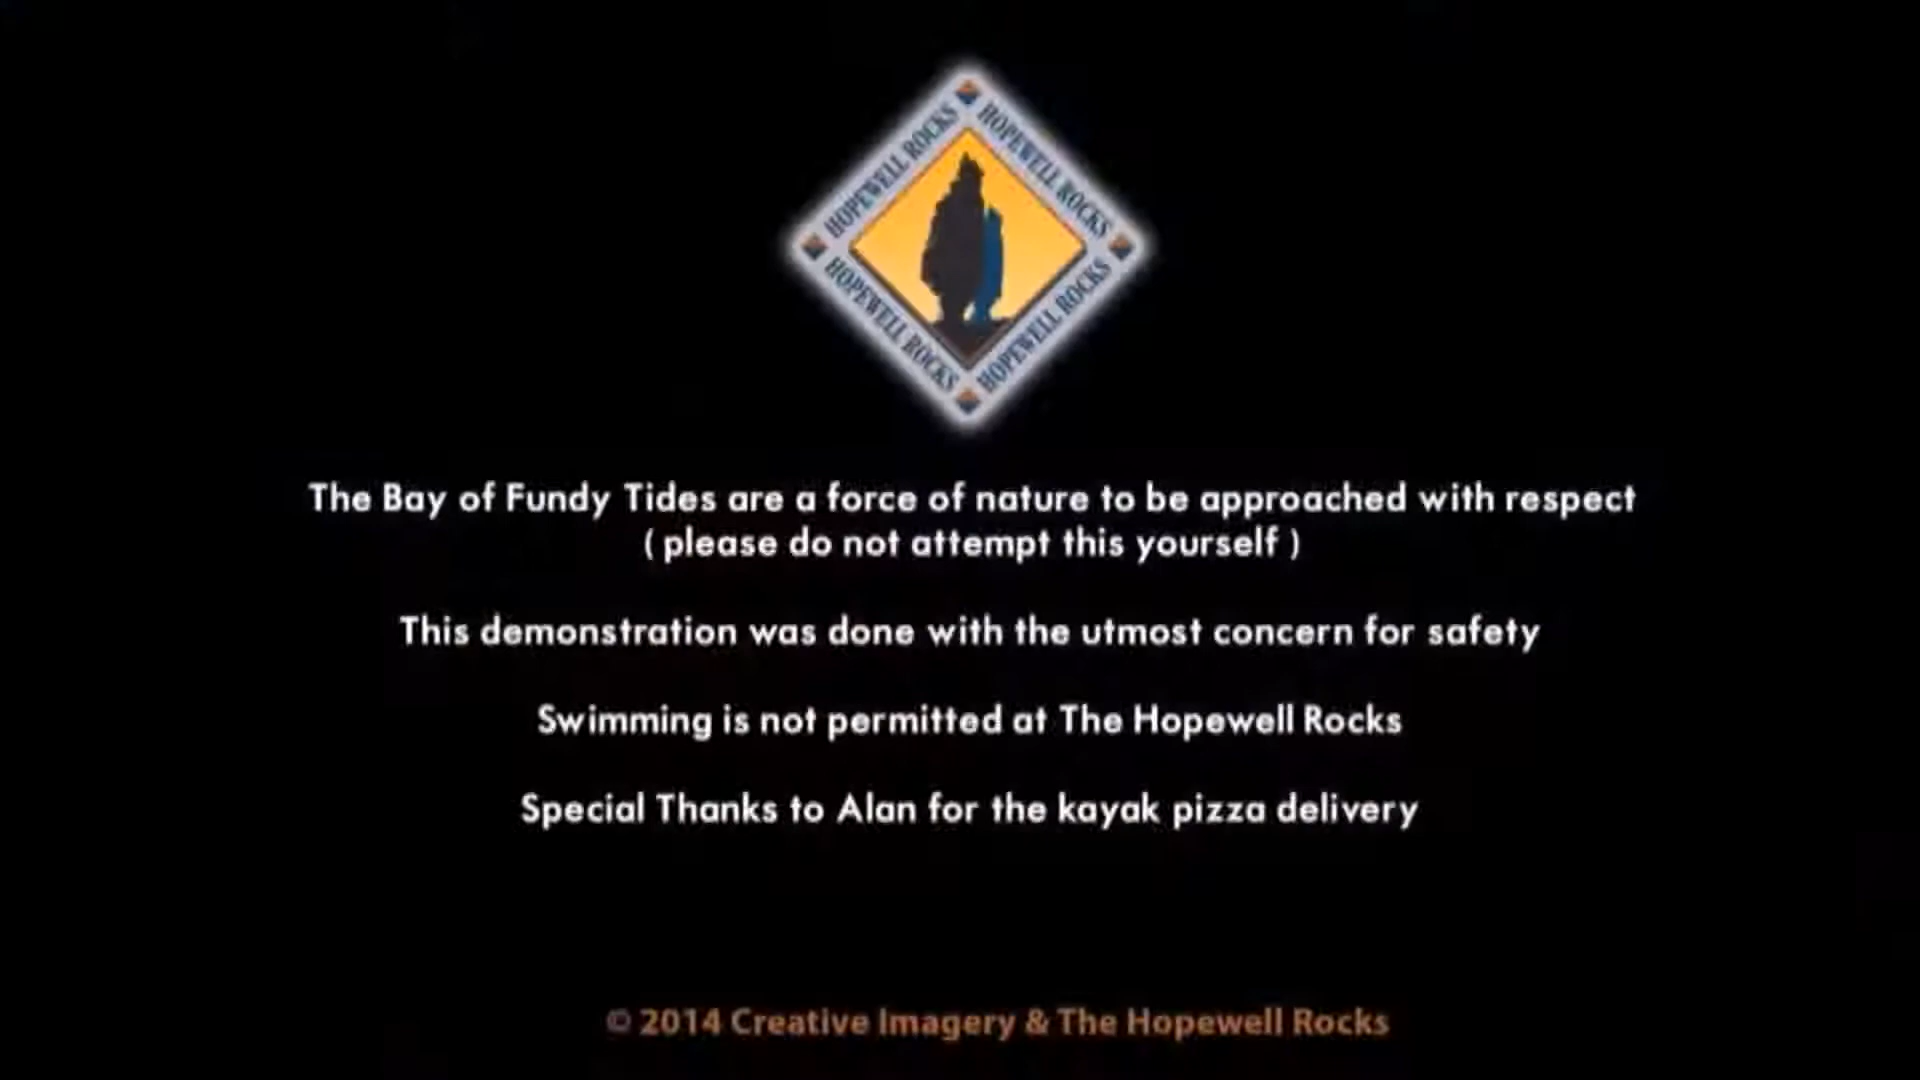 HOPEWELL ROCKS
HOPEWELL ROCKS
HOPEWELL ROCKS
HOPEWELL ROCKS
The Bay of Fundy Tides are a force of nature to be approached with respect
( please do not attempt this yourself )
This demonstration was done with the utmost concern for safety
Swimming is not permitted at The Hopewell Rocks
Special Thanks to Alan for the kayak pizza delivery
© 2014 Creative Imagery & The Hopewell Rocks